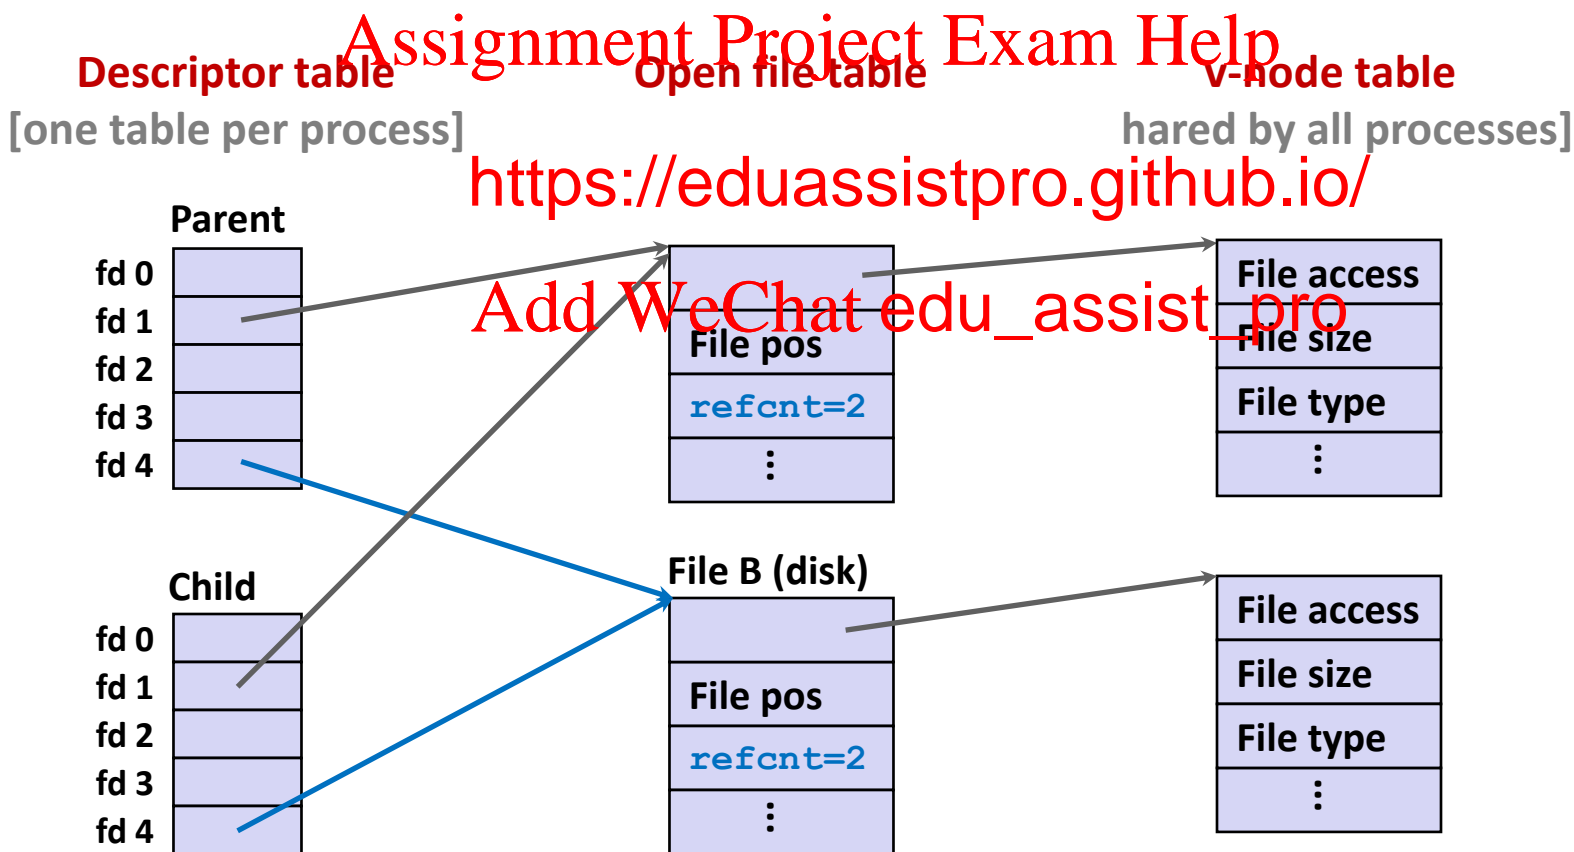 Assignment Project Exam Help
Descriptor table
Open file table
v-node table
[one table per process]
hared by all processes]
https://eduassistpro.github.io/
Parent
fd 0
fd 1
fd 2
fd 3
fd 4
Add WeChat edu_assist_pro
File pos
refcnt=2
⋮
File access
File size
File type
⋮
Child
fd 0
fd 1
fd 2
fd 3
fd 4
File B (disk)
File pos
refcnt=2
⋮
File access
File size
File type
⋮